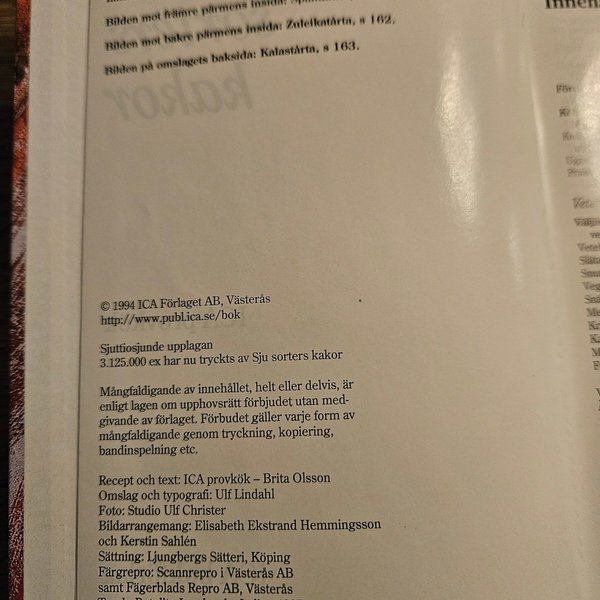 Bilden mot främre pärmens insida:
Bilden mot bakre pärmens insida: Zuleikatårta, s 162.
Bilden på omslagets baksida: Kalastårta, s 163.
kakor
© 1994 ICA Förlaget AB, Västerås
http://www.publ.ica.se/bok
Sjuttiosjunde upplagan
3.125.000 ex har nu tryckts av Sju sorters kakor
Mångfaldigande av innehållet, helt eller delvis, är
enligt lagen om upphovsrätt förbjudet utan med-
givande av förlaget. Förbudet gäller varje form av
mångfaldigande genom tryckning, kopiering,
bandinspelning etc.
Recept och text: ICA provkök – Brita Olsson
Omslag och typografi: Ulf Lindahl
Foto: Studio Ulf Christer
Bildarrangemang: Elisabeth Ekstrand Hemmingsson
och Kerstin Sahlén
Sättning: Ljungbergs Sätteri, Köping
Färgrepro: Scannrepro i Västerås AB
samt Fägerblads Repro AB, Västerås